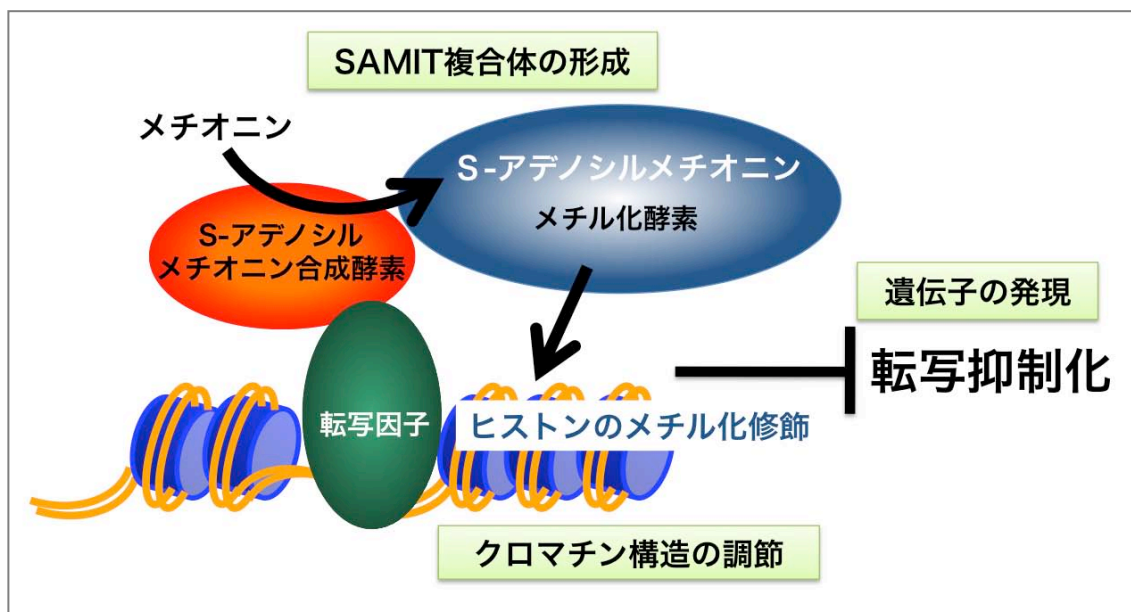 SAMIT複合体の形成
メチオニン
S-アデノシルメチオニン
メチル化酵素
S-アデノシル
メチオニン合成酵素
遺伝子の発現
転写抑制化
転写因子
ヒストンのメチル化修飾
クロマチン構造の調節